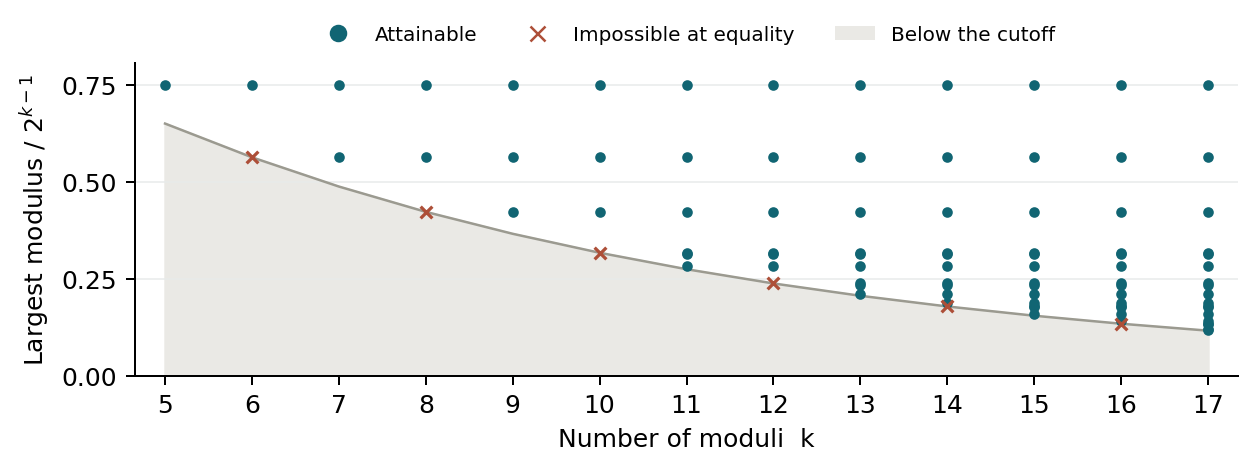 Attainable
Impossible at equality
Below the cutoff
Largest modulus / 2^{k−1}
0.75
0.50
0.25
0.00
5 6 7 8 9 10 11 12 13 14 15 16 17
Number of moduli k